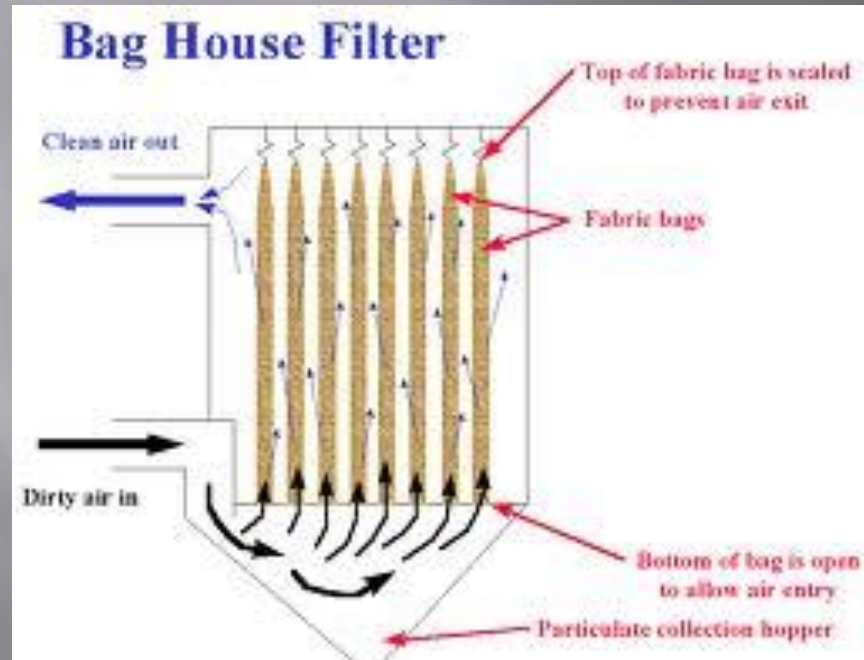 Bag House Filter
Top of fabric bag is sealed
to prevent air exit
Clean air out
Fabric bags
Dirty air in
Bottom of bag is open
to allow air entry
Particulate collection hopper